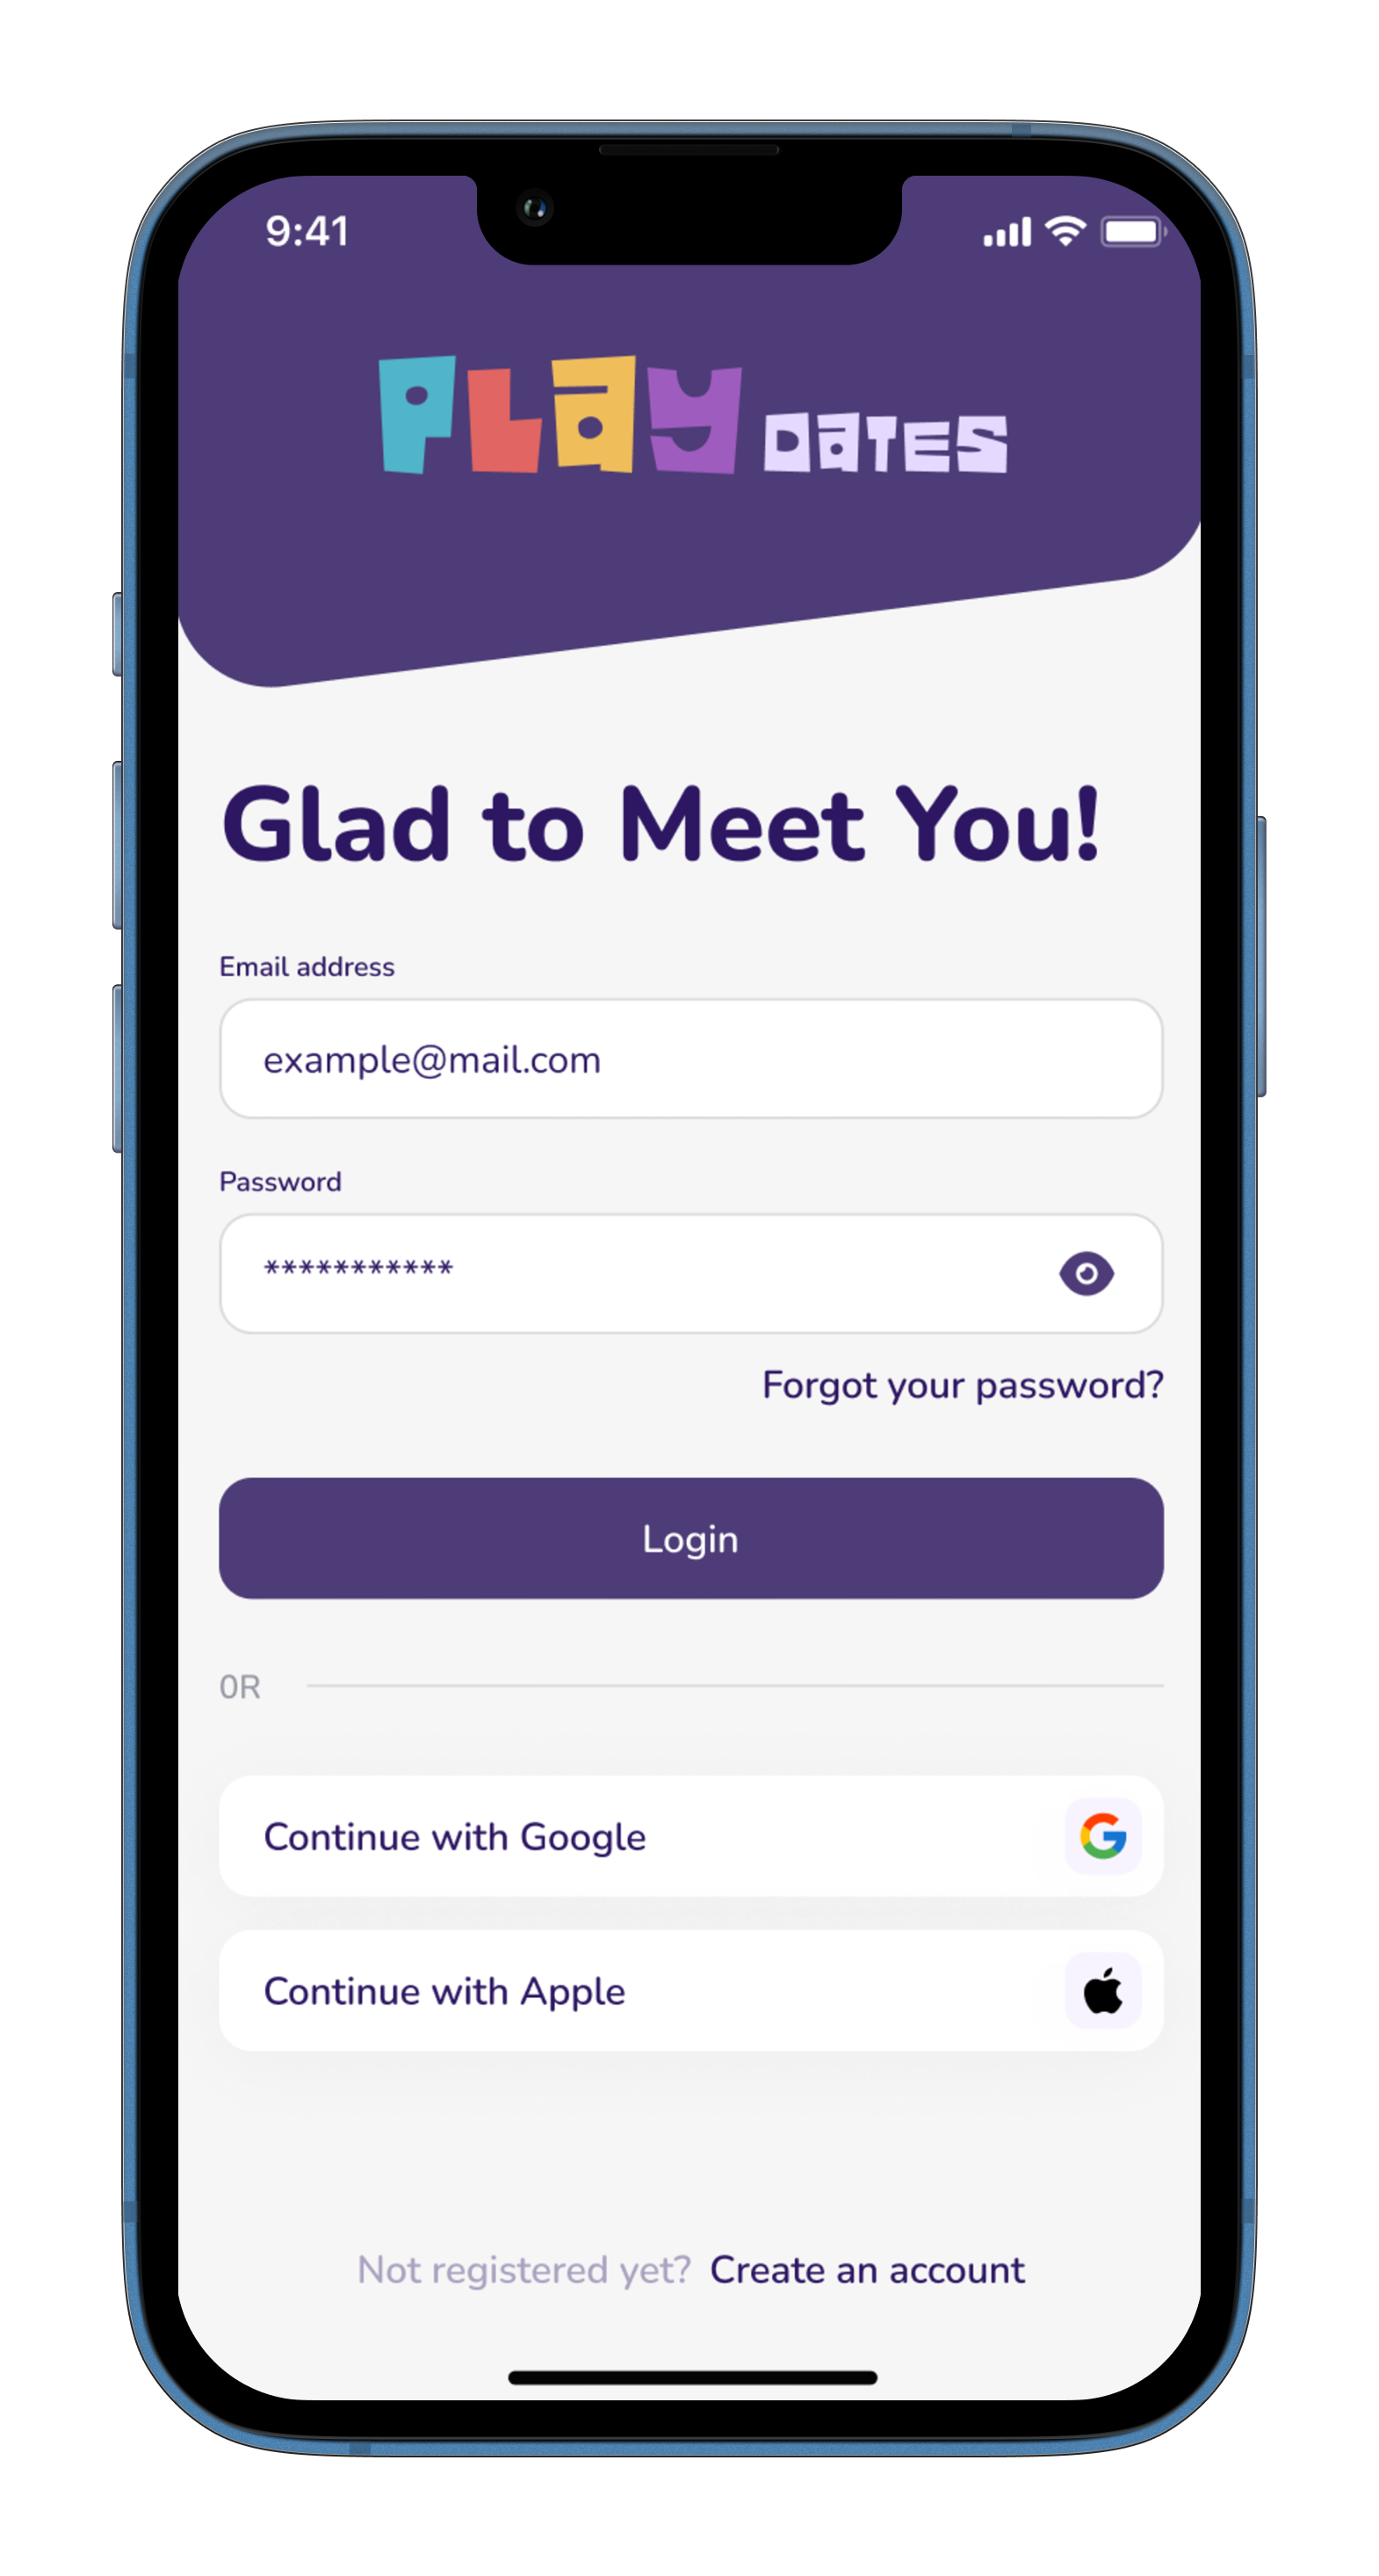 9:41
PLay DaTES
Glad to Meet You!
Email address
example@mail.com
Password
***********
Forgot your password?
Login
0R
Continue with Google
Continue with Apple
Not registered yet? Create an account